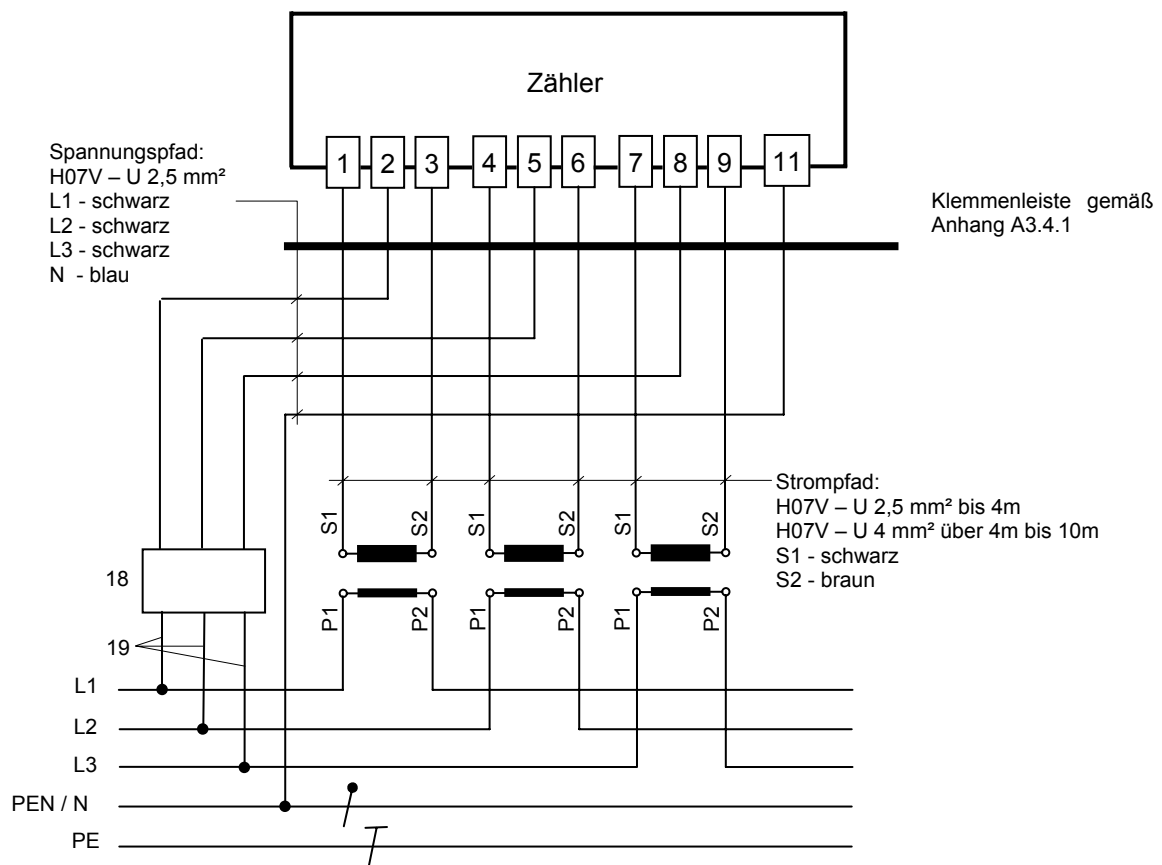 Zähler
1 2 3 4 5 6 7 8 9 11
Spannungspfad:
H07V – U 2,5 mm²
L1 - schwarz
L2 - schwarz
L3 - schwarz
N - blau
Klemmenleiste gemäß
Anhang A3.4.1
Strompfad:
H07V – U 2,5 mm² bis 4m
H07V – U 4 mm² über 4m bis 10m
S1 - schwarz
S2 - braun
S1 S2 S1 S2 S1 S2
P1 P2 P1 P2 P1 P2
18
19
L1
L2
L3
PEN / N
PE